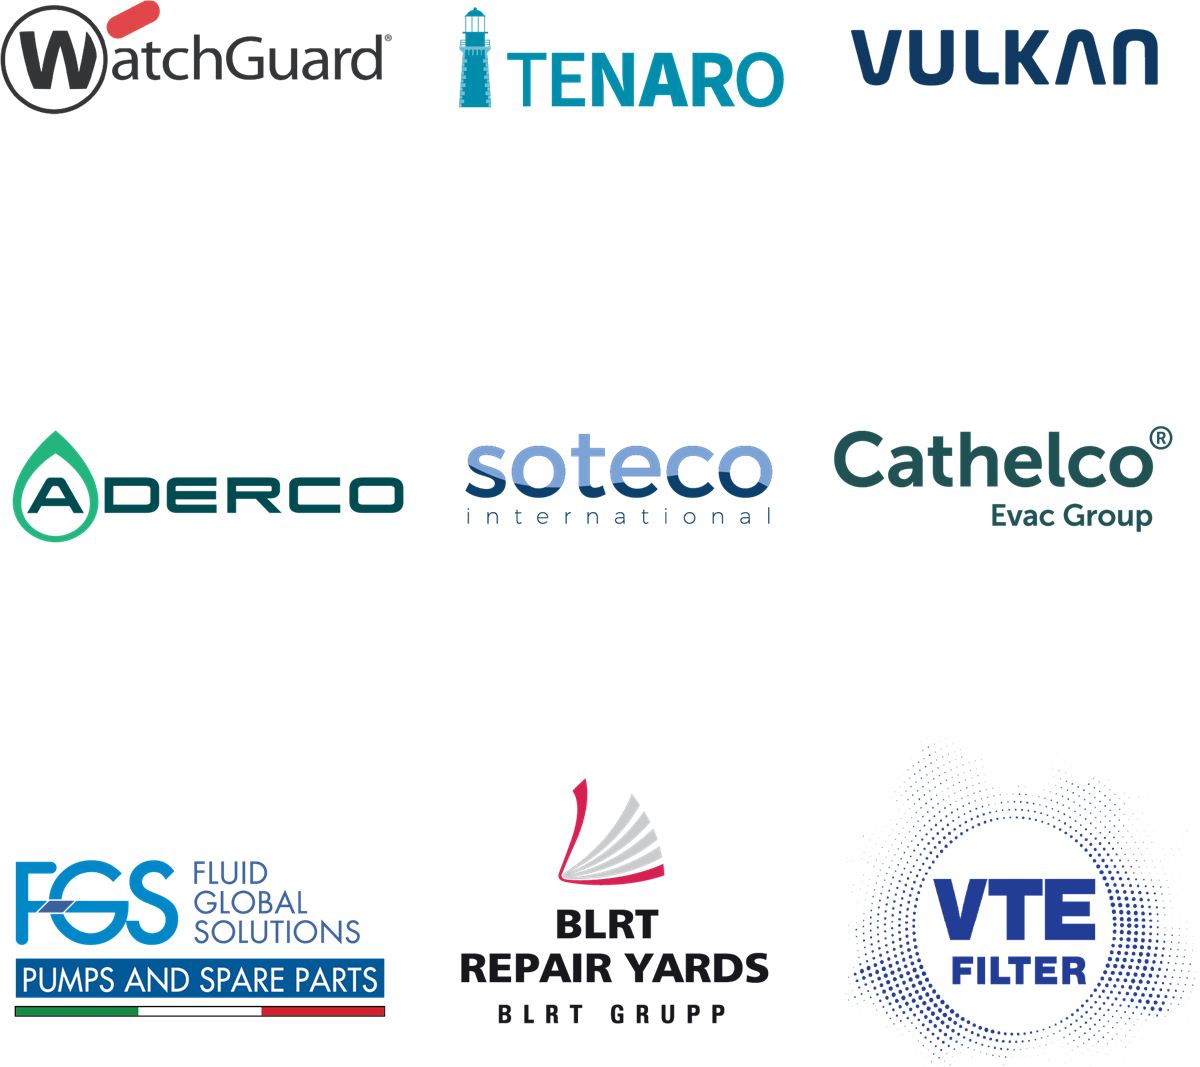 WatchGuard®
TENARO
VULKAN
ADERCO
soteco
international
Cathelco®
Evac Group
FGS
FLUID
GLOBAL
SOLUTIONS
PUMPS AND SPARE PARTS
BLRT
REPAIR YARDS
BLRT GRUPP
VTE
FILTER